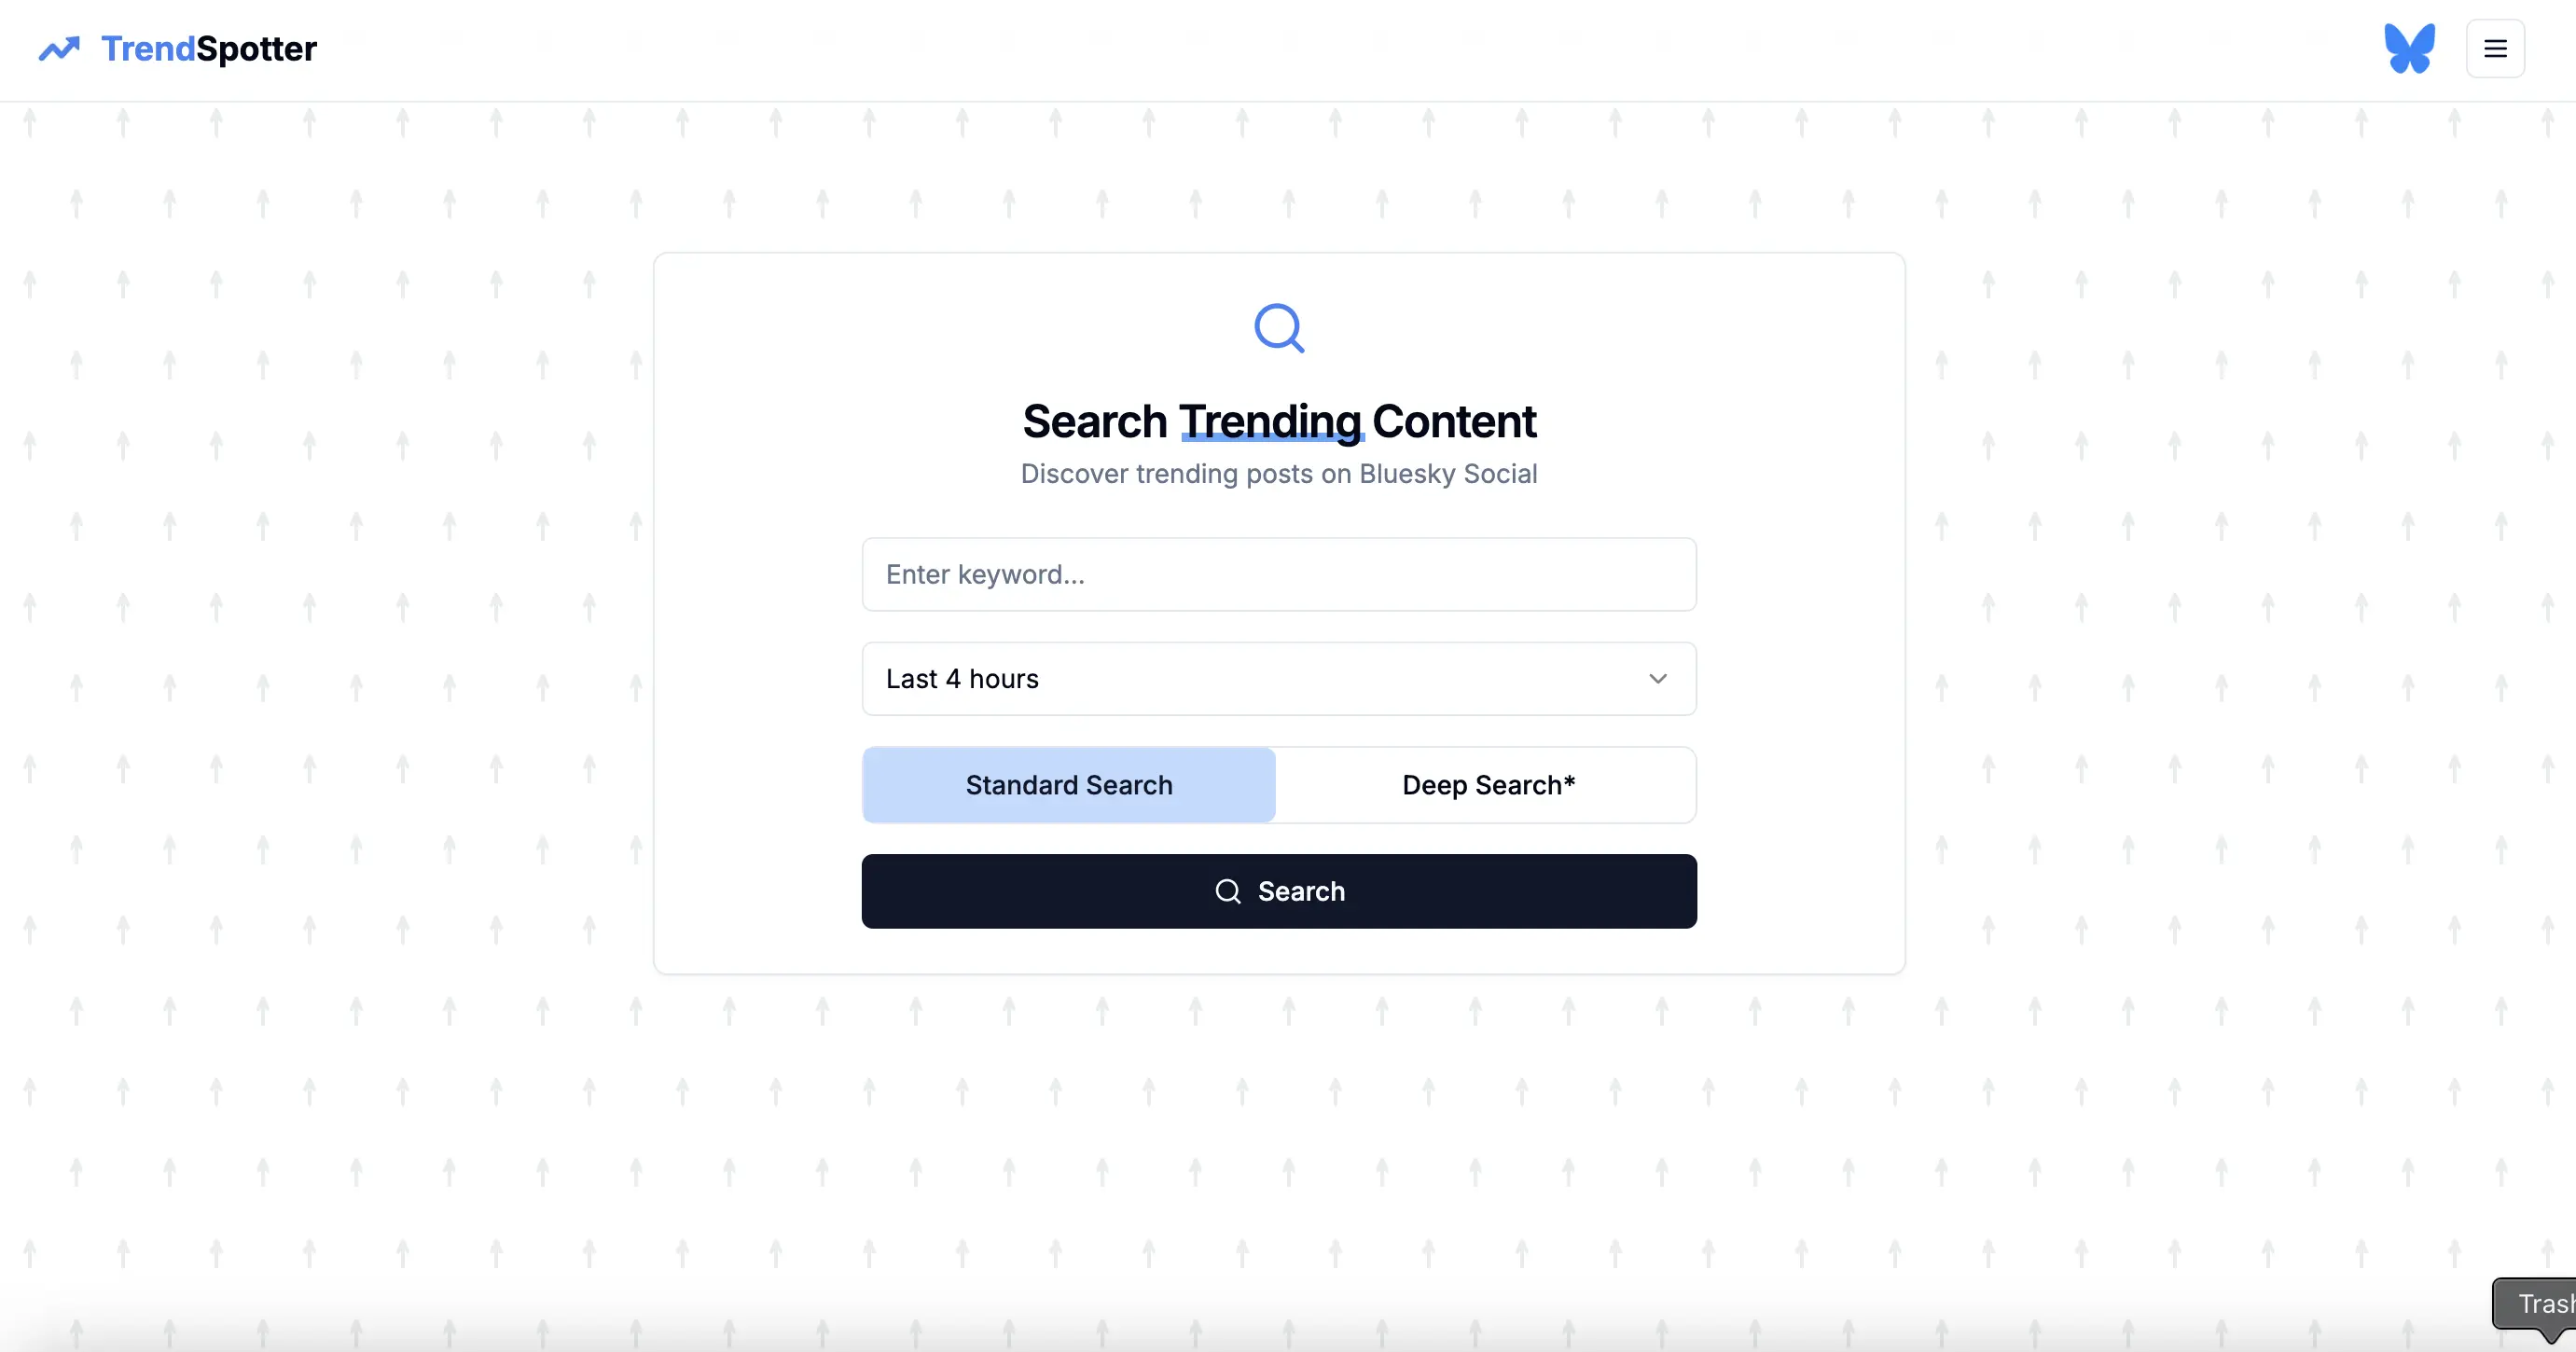 TrendSpotter
Search Trending Content
Discover trending posts on Bluesky Social
Enter keyword...
Last 4 hours
Standard Search
Deep Search*
Search